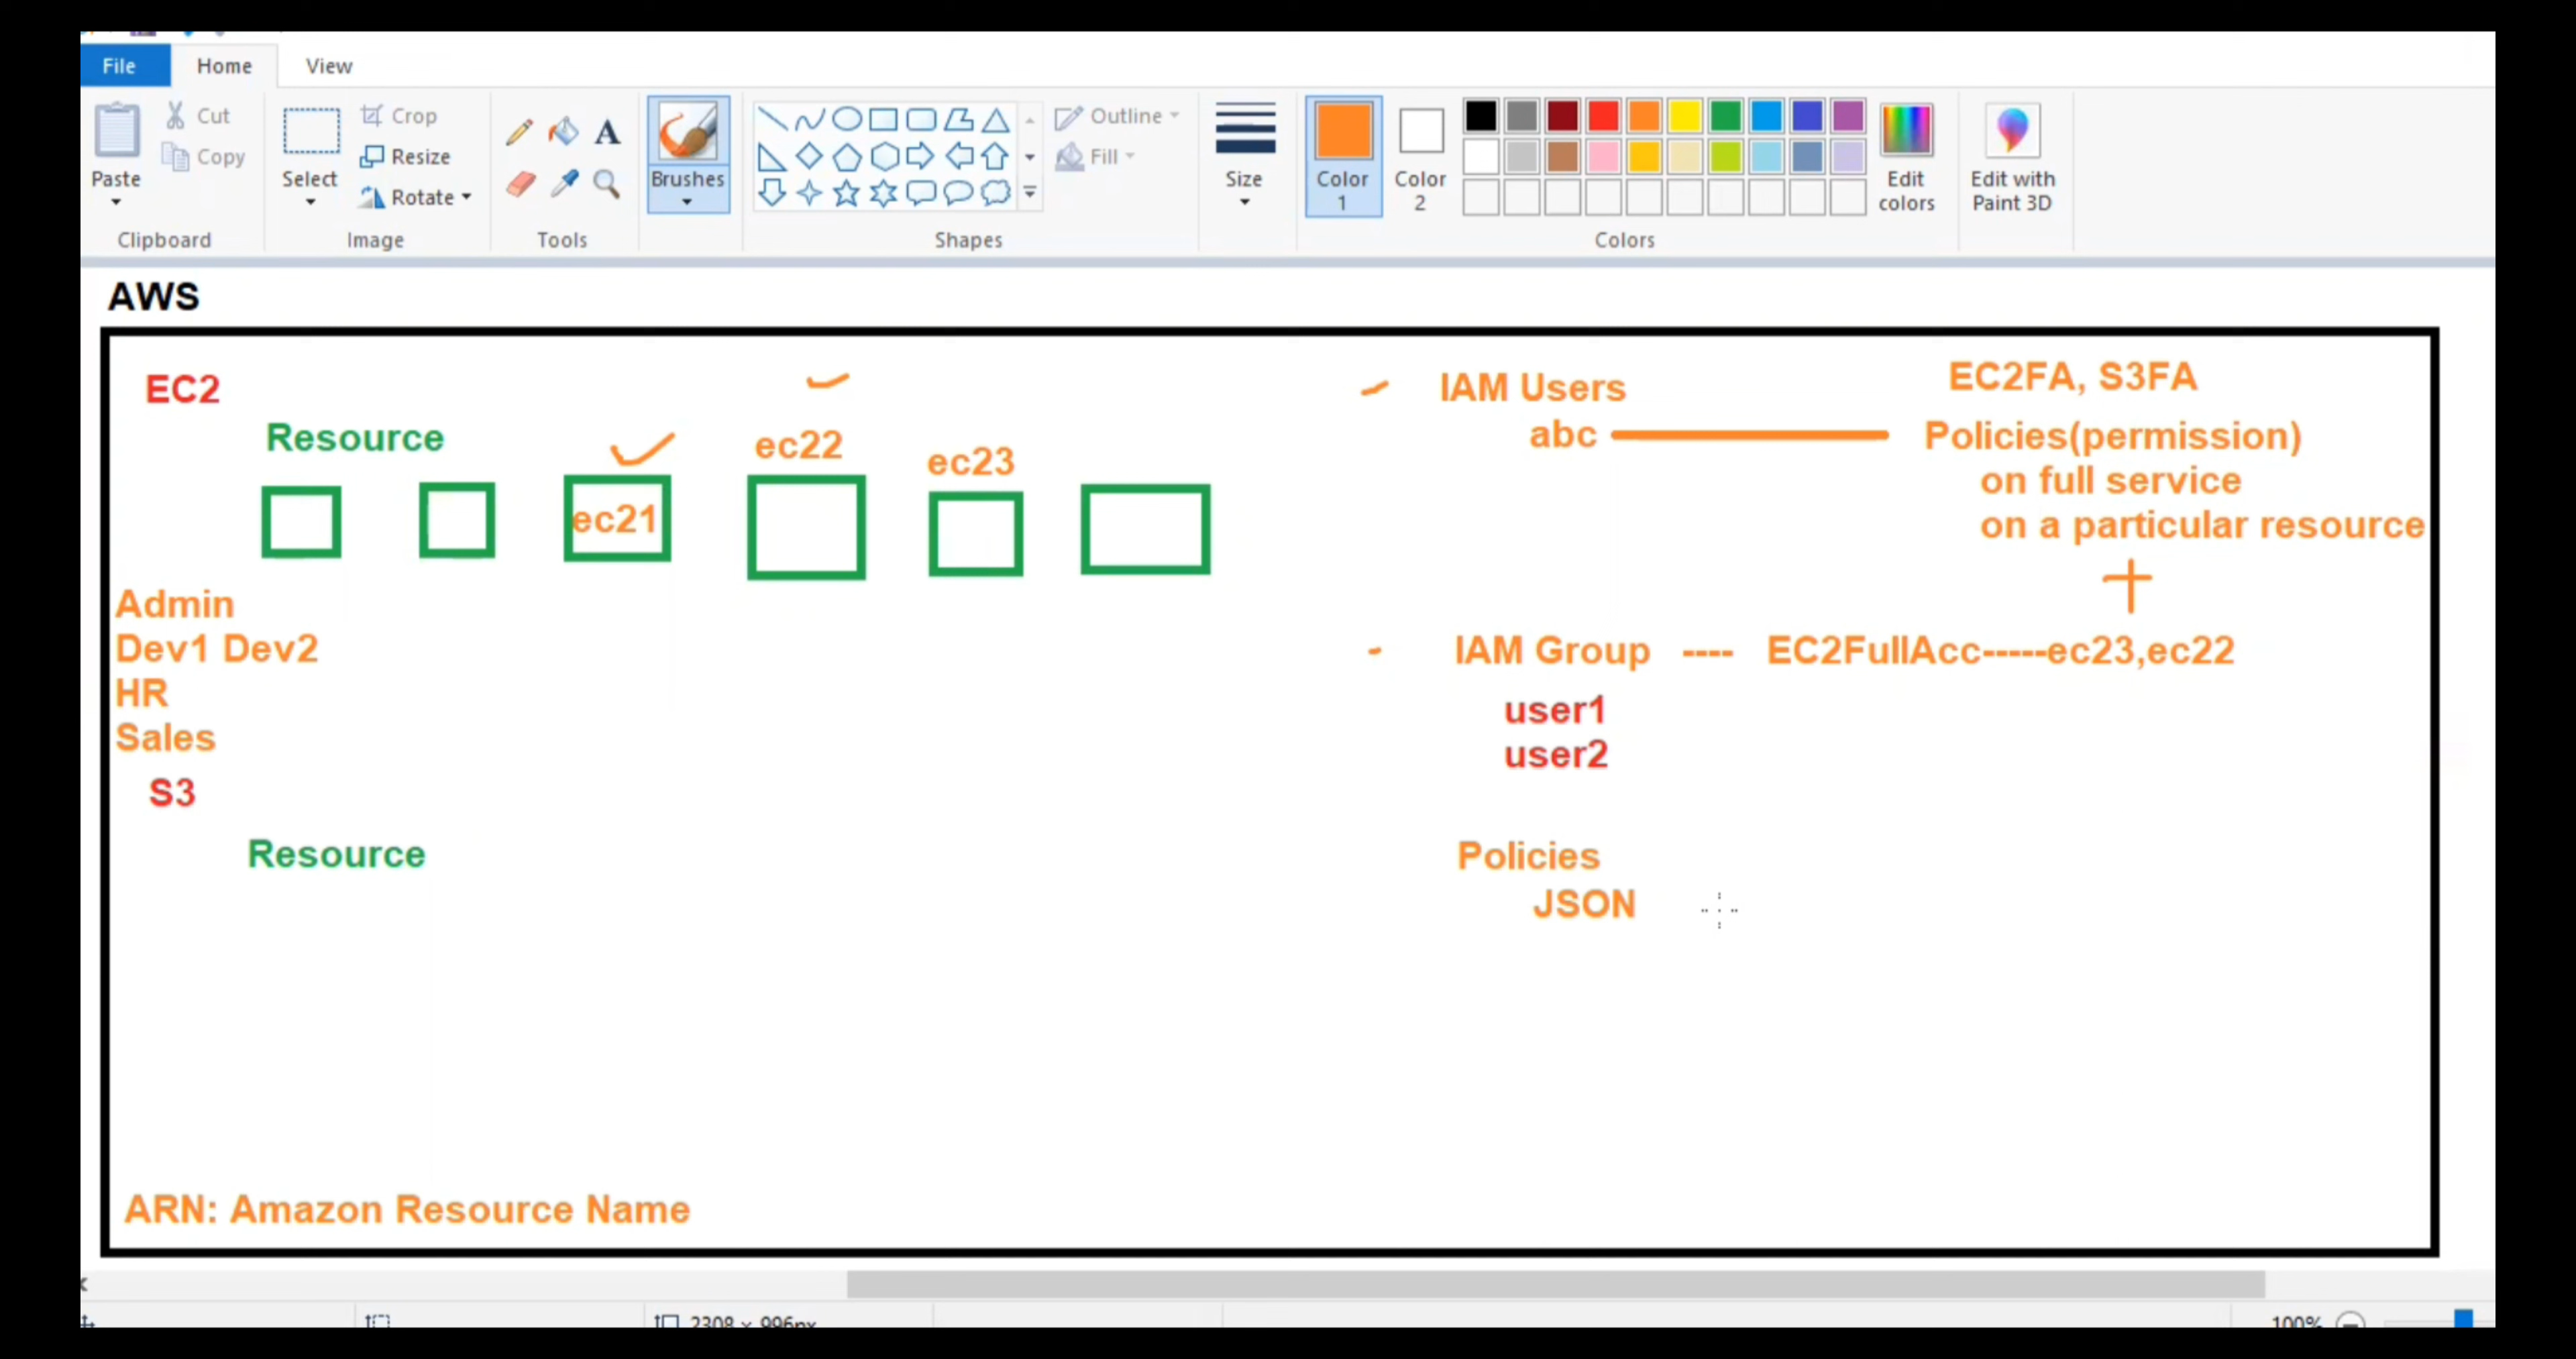 File Home View
Paste
Cut
Copy
Clipboard
Select
Crop
Resize
Rotate
Image
A
Tools
Brushes
Outline
Fill
Shapes
Size
Color 1
Color 2
Edit colors
Colors
Edit with Paint 3D
AWS
EC2
Resource
ec21
ec22
ec23
Admin
Dev1 Dev2
HR
Sales
S3
Resource
ARN: Amazon Resource Name
IAM Users
abc
EC2FA, S3FA
Policies(permission)
on full service
on a particular resource
IAM Group ---- EC2FullAcc-----ec23,ec22
user1
user2
Policies
JSON
2308 × 996px
100%